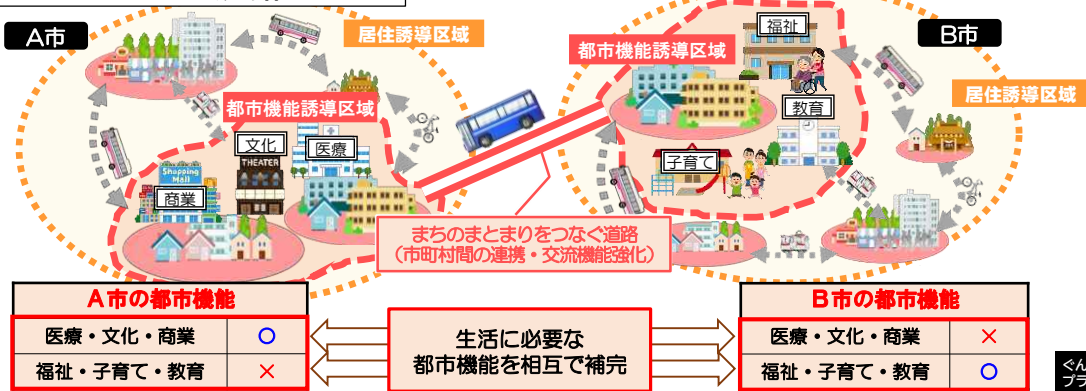 A市
居住誘導区域
都市機能誘導区域
文化
医療
THEATER
Shopping
Mall
商業
都市機能誘導区域
福祉
B市
居住誘導区域
教育
子育て
まちのまとまりをつなぐ道路
(市町村間の連携・交流機能強化)
A市の都市機能
医療・文化・商業 ○
福祉・子育て・教育 ×
生活に必要な
都市機能を相互で補完
B市の都市機能
医療・文化・商業 ×
福祉・子育て・教育 ○